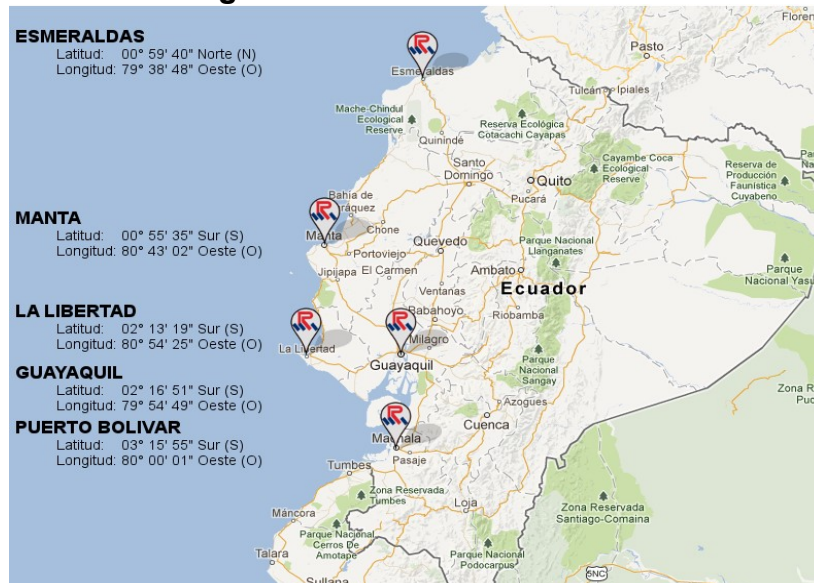 ESMERALDAS
Latitud: 00° 59' 40" Norte (N)
Longitud: 79° 38' 48" Oeste (O)
MANTA
Latitud: 00° 55' 35" Sur (S)
Longitud: 80° 43' 02" Oeste (O)
LA LIBERTAD
Latitud: 02° 13' 19" Sur (S)
Longitud: 80° 54' 25" Oeste (O)
GUAYAQUIL
Latitud: 02° 16' 51" Sur (S)
Longitud: 79° 54' 49" Oeste (O)
PUERTO BOLIVAR
Latitud: 03° 15' 55" Sur (S)
Longitud: 80° 00' 01" Oeste (O)
Pasto
Esmeraldas
Tulcán
Ipiales
Mache-Chindul
Ecological
Reserve
Reserva Ecológica
Cotacachi Cayapas
Quinindé
Santo
Domingo
Quito
Cayambe Coca
Ecological
Reserve
Reserva de
Producción
Faunística
Cuyabeno
Pucará
Bahía de
Manta
Chone
Portoviejo
Quevedo
Parque Nacional
Llanganates
Jipijapa
El Carmen
Ambato
Parque
Nacional
Ventanas
Ecuador
Babahoyo
Riobamba
La Libertad
Milagro
Guayaquil
Parque
Nacional
Sangay
Zona R
Azogues
Cuenca
Machala
Pasaje
Tumbes
Zona Reservada
Tumbes
Loja
Zona Reservada
Santiago-Comaina
Máncora
Parque Nacional
Cerros De
Amotape
Talara
Parque Nacional
Podocarpus
5NC
Sullana